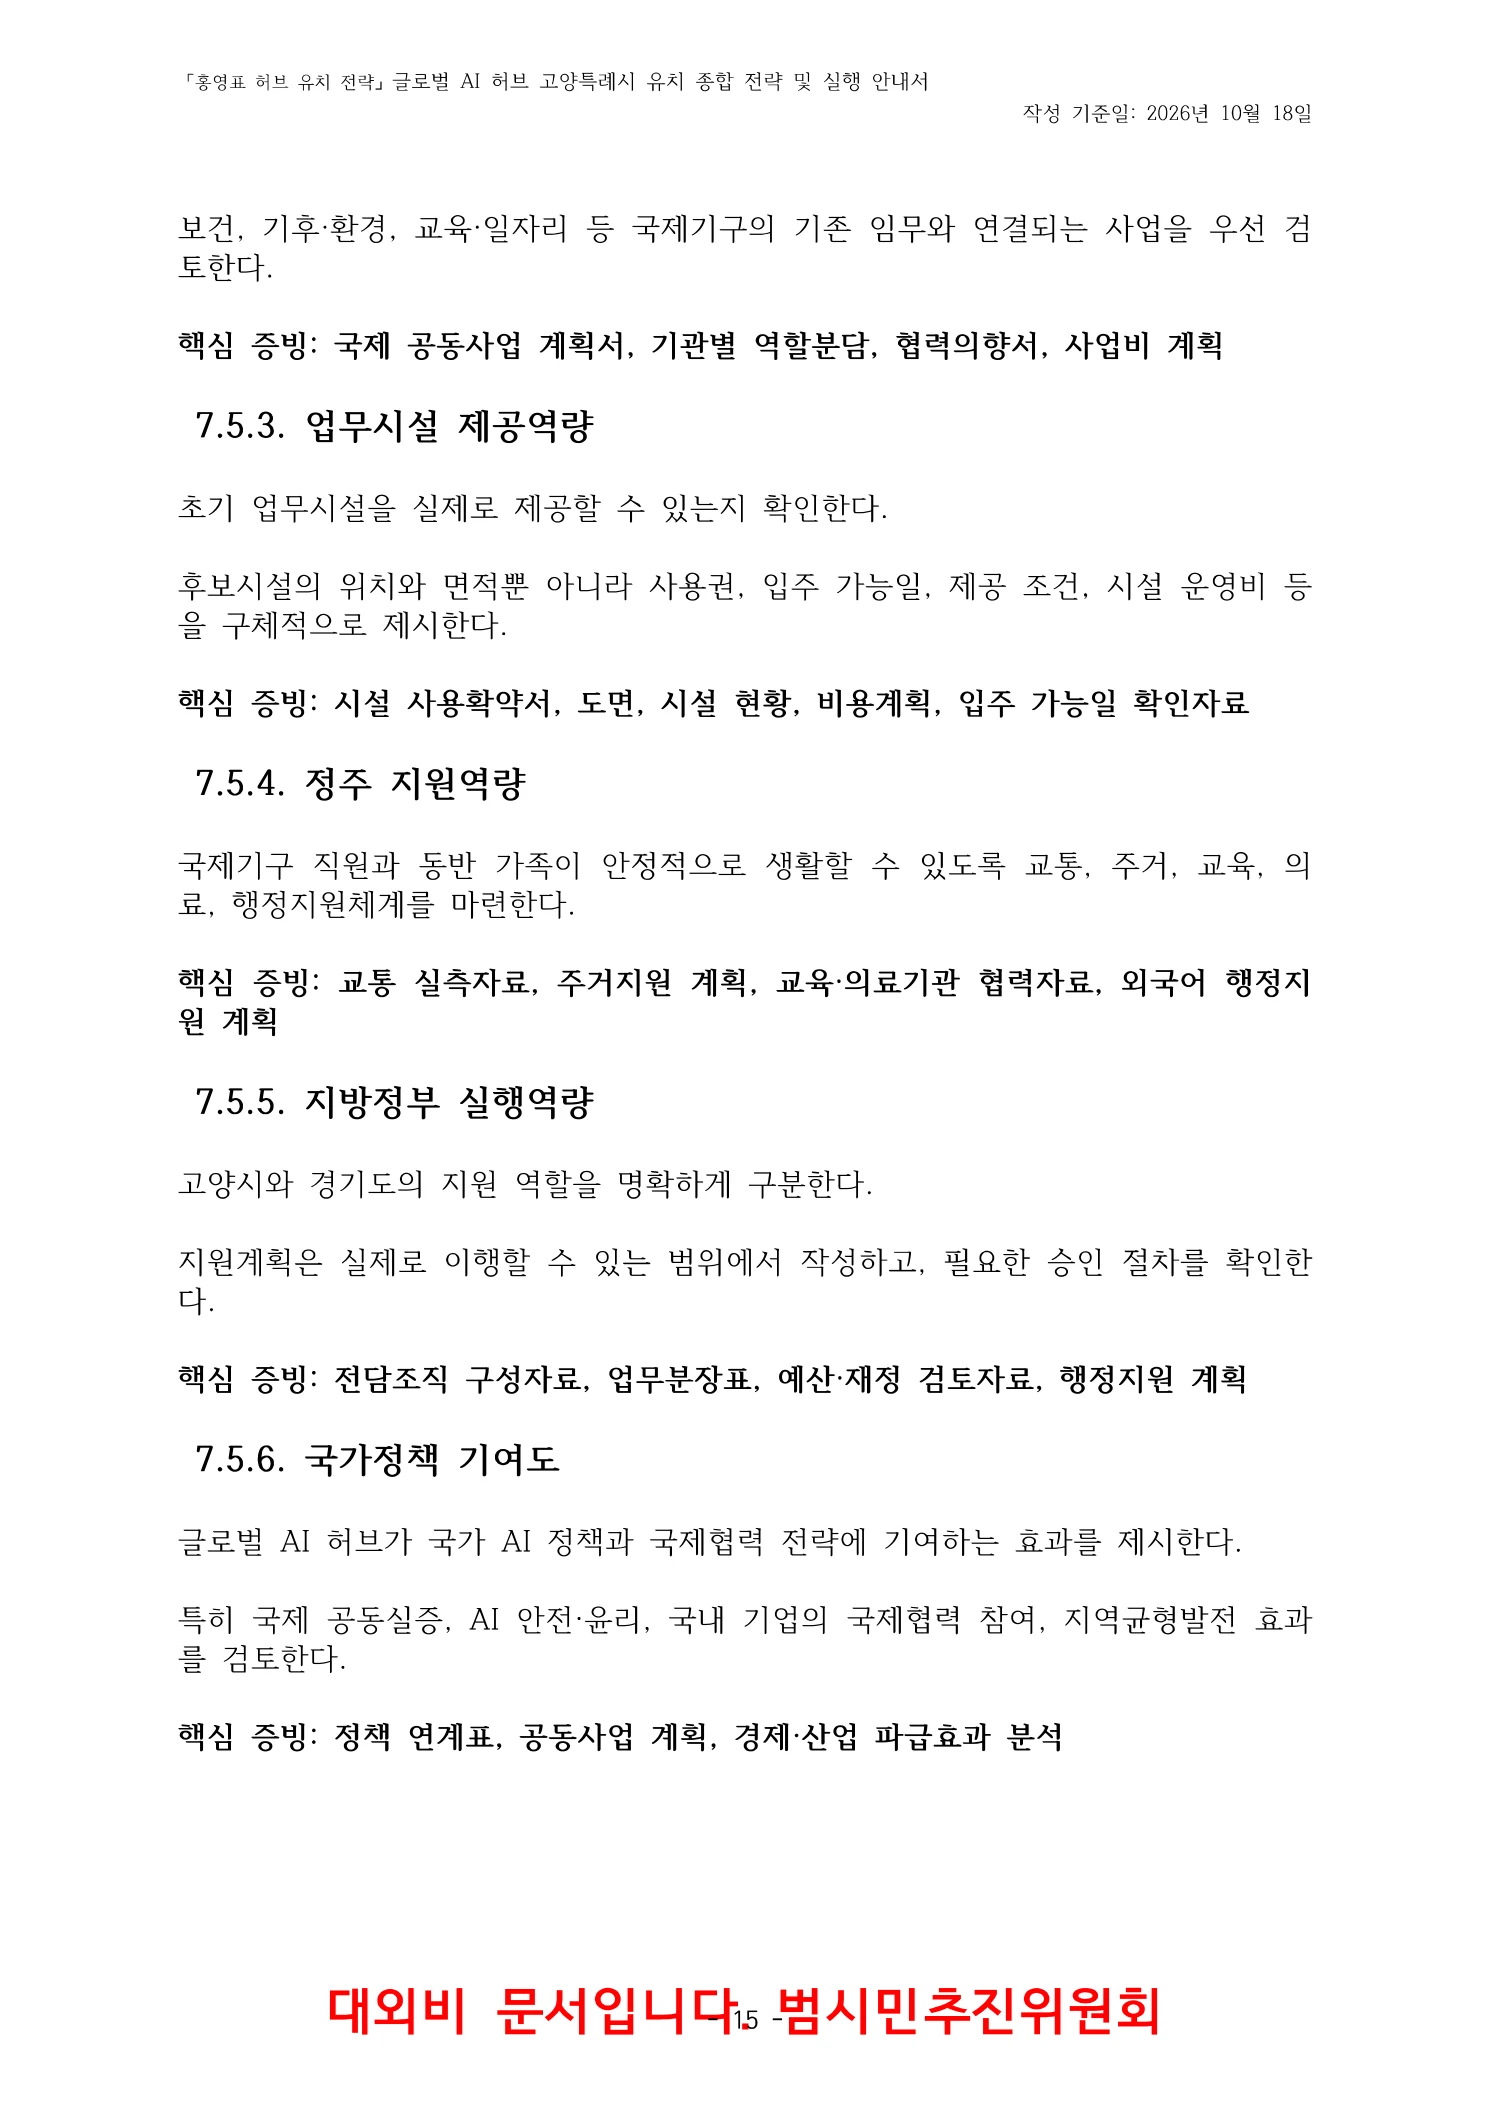 「홍영표 허브 유치 전략」글로벌 AI 허브 고양특례시 유치 종합 전략 및 실행 안내서
작성 기준일: 2026년 10월 18일
보건, 기후·환경, 교육·일자리 등 국제기구의 기존 임무와 연결되는 사업을 우선 검
토한다.
핵심 증빙: 국제 공동사업 계획서, 기관별 역할분담, 협력의향서, 사업비 계획
7.5.3. 업무시설 제공역량
초기 업무시설을 실제로 제공할 수 있는지 확인한다.
후보시설의 위치와 면적뿐 아니라 사용권, 입주 가능일, 제공 조건, 시설 운영비 등
을 구체적으로 제시한다.
핵심 증빙: 시설 사용확약서, 도면, 시설 현황, 비용계획, 입주 가능일 확인자료
7.5.4. 정주 지원역량
국제기구 직원과 동반 가족이 안정적으로 생활할 수 있도록 교통, 주거, 교육, 의
료, 행정지원체계를 마련한다.
핵심 증빙: 교통 실측자료, 주거지원 계획, 교육·의료기관 협력자료, 외국어 행정지
원 계획
7.5.5. 지방정부 실행역량
고양시와 경기도의 지원 역할을 명확하게 구분한다.
지원계획은 실제로 이행할 수 있는 범위에서 작성하고, 필요한 승인 절차를 확인한
다.
핵심 증빙: 전담조직 구성자료, 업무분장표, 예산·재정 검토자료, 행정지원 계획
7.5.6. 국가정책 기여도
글로벌 AI 허브가 국가 AI 정책과 국제협력 전략에 기여하는 효과를 제시한다.
특히 국제 공동실증, AI 안전·윤리, 국내 기업의 국제협력 참여, 지역균형발전 효과
를 검토한다.
핵심 증빙: 정책 연계표, 공동사업 계획, 경제·산업 파급효과 분석
대외비 문서입니다. 범시민추진위원회
- 15 -